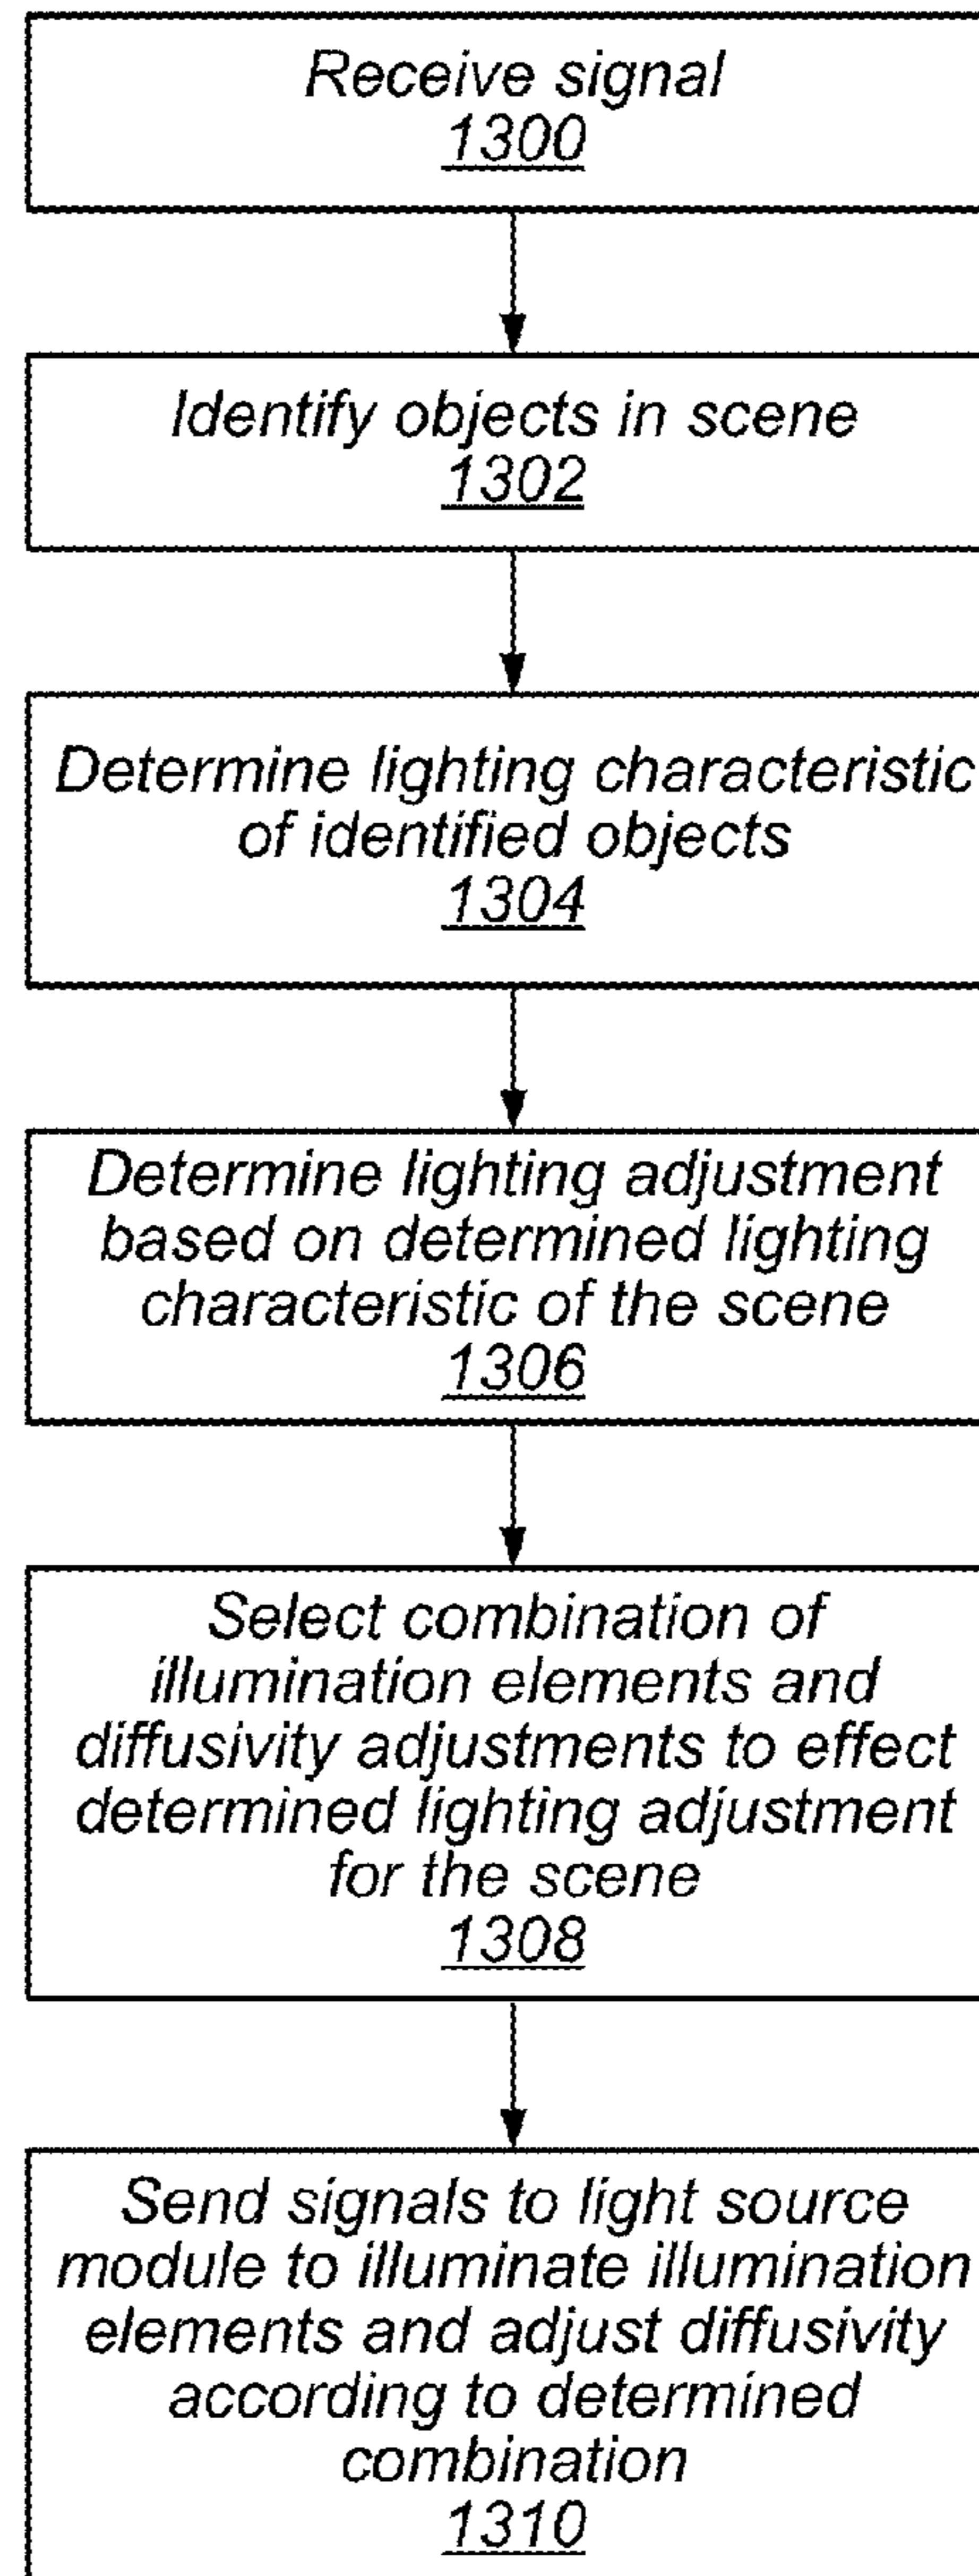 Receive signal
1300
Identify objects in scene
1302
Determine lighting characteristic
of identified objects
1304
Determine lighting adjustment
based on determined lighting
characteristic of the scene
1306
Select combination of
illumination elements and
diffusivity adjustments to effect
determined lighting adjustment
for the scene
1308
Send signals to light source
module to illuminate illumination
elements and adjust diffusivity
according to determined
combination
1310